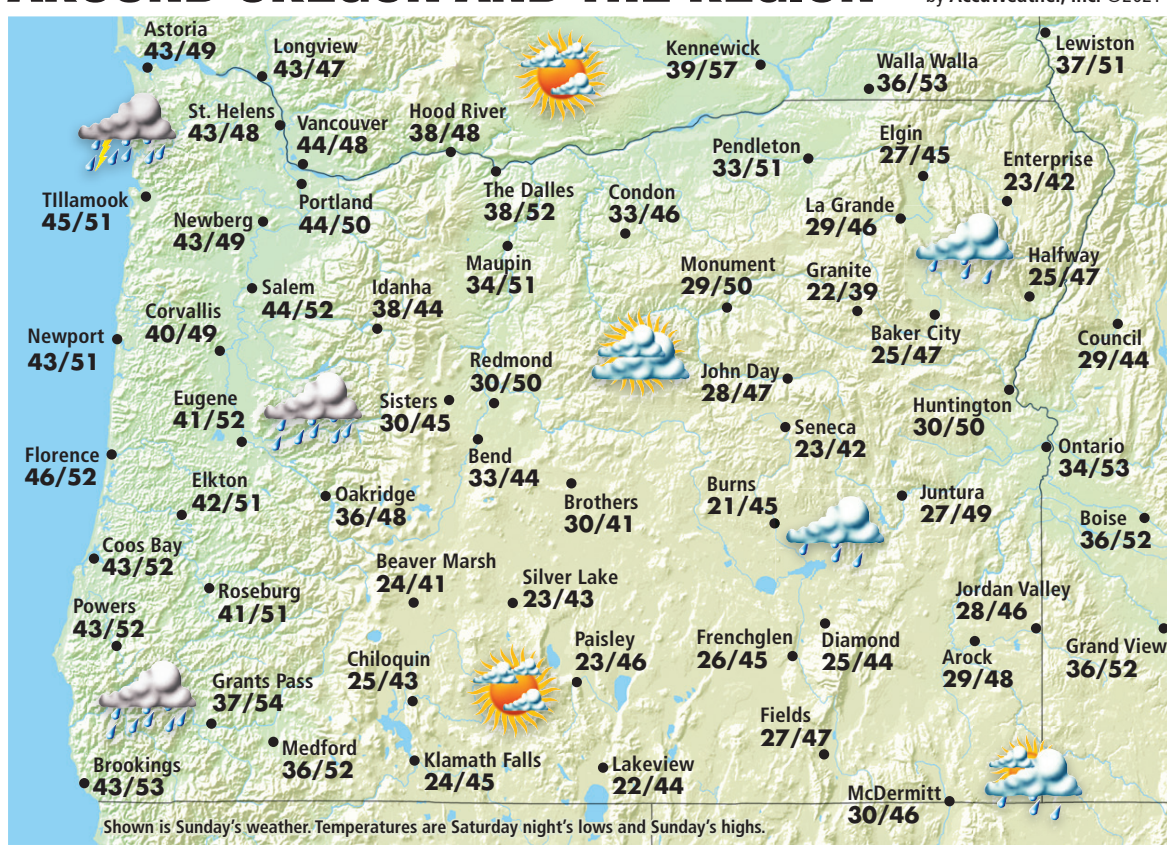 AROUND OREGON AND THE REGION
by AccuWeather, Inc. ©2021
Astoria
43/49
Longview
43/47
Kennewick
39/57
Walla Walla
36/53
Lewiston
37/51
St. Helens
43/48
Vancouver
44/48
Hood River
38/48
Pendleton
33/51
Elgin
27/45
Enterprise
23/42
TIllamook
45/51
Newberg
43/49
Portland
44/50
The Dalles
38/52
Condon
33/46
La Grande
29/46
Maupin
34/51
Monument
29/50
Granite
22/39
Halfway
25/47
Salem
44/52
Idanha
38/44
Corvallis
40/49
Newport
43/51
Baker City
25/47
Council
29/44
Redmond
30/50
John Day
28/47
Eugene
41/52
Sisters
30/45
Huntington
30/50
Seneca
23/42
Florence
46/52
Bend
33/44
Ontario
34/53
Elkton
42/51
Oakridge
36/48
Brothers
30/41
Burns
21/45
Juntura
27/49
Boise
36/52
Coos Bay
43/52
Beaver Marsh
24/41
Silver Lake
23/43
Roseburg
41/51
Jordan Valley
28/46
Powers
43/52
Paisley
23/46
Frenchglen
26/45
Diamond
25/44
Arock
29/48
Grand View
36/52
Chiloquin
25/43
Grants Pass
37/54
Fields
27/47
Medford
36/52
Klamath Falls
24/45
Lakeview
22/44
Brookings
43/53
McDermitt
30/46
Shown is Sunday's weather. Temperatures are Saturday night's lows and Sunday's highs.